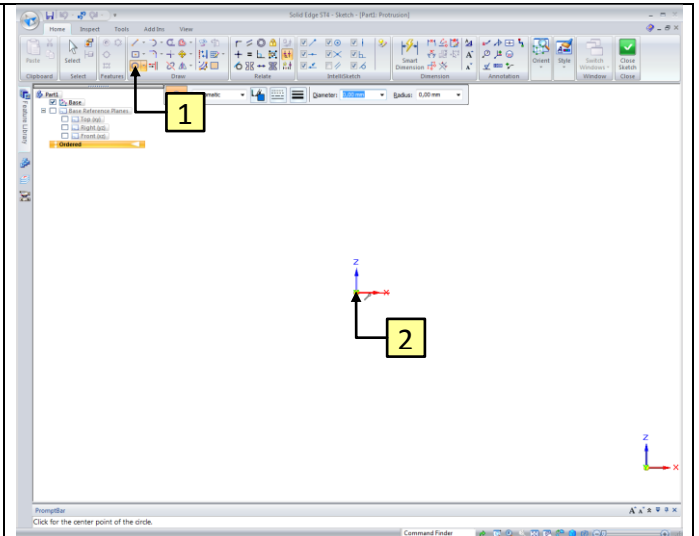 Solid Edge ST4 - Sketch - [Part1: Protrusion]
Home Inspect Tools Add Ins View
Paste
Select
Smart
Dimension
Orient
Style
Switch
Windows
Close
Sketch
Clipboard Select Features Draw Relate IntelliSketch Dimension Annotation Window Close
Diameter: 0,00 mm Radius: 0,00 mm
Feature Library
Part1
Base
Base Reference Planes
Top (xy)
Right (yz)
Front (xz)
Ordered
1
Z
X
2
Z
X
PromptBar
Click for the center point of the circle.
Command Finder